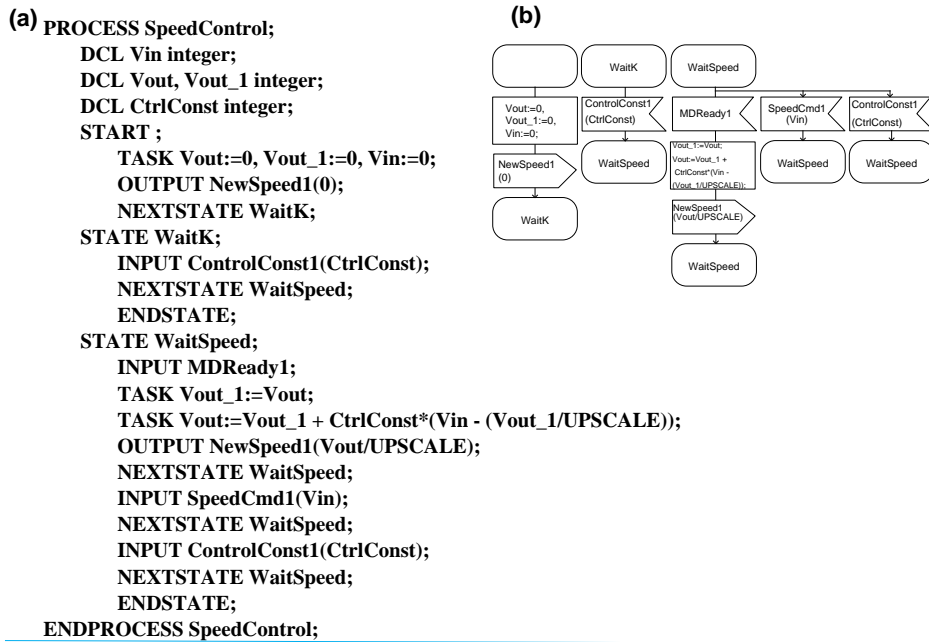 (a)
PROCESS SpeedControl;
DCL Vin integer;
DCL Vout, Vout_1 integer;
DCL CtrlConst integer;
START ;
TASK Vout:=0, Vout_1:=0, Vin:=0;
OUTPUT NewSpeed1(0);
NEXTSTATE WaitK;
STATE WaitK;
INPUT ControlConst1(CtrlConst);
NEXTSTATE WaitSpeed;
ENDSTATE;
STATE WaitSpeed;
INPUT MDReady1;
TASK Vout_1:=Vout;
TASK Vout:=Vout_1 + CtrlConst*(Vin - (Vout_1/UPSCALE));
OUTPUT NewSpeed1(Vout/UPSCALE);
NEXTSTATE WaitSpeed;
INPUT SpeedCmd1(Vin);
NEXTSTATE WaitSpeed;
INPUT ControlConst1(CtrlConst);
NEXTSTATE WaitSpeed;
ENDSTATE;
ENDPROCESS SpeedControl;
(b)
Vout:=0,
Vout_1:=0,
Vin:=0;
NewSpeed1
(0)
WaitK
WaitK
ControlConst1
(CtrlConst)
WaitSpeed
WaitSpeed
MDReady1
Vout_1:=Vout;
Vout:=Vout_1 +
CtrlConst*(Vin -
(Vout_1/UPSCALE));
NewSpeed1
(Vout/UPSCALE)
WaitSpeed
SpeedCmd1
(Vin)
WaitSpeed
ControlConst1
(CtrlConst)
WaitSpeed